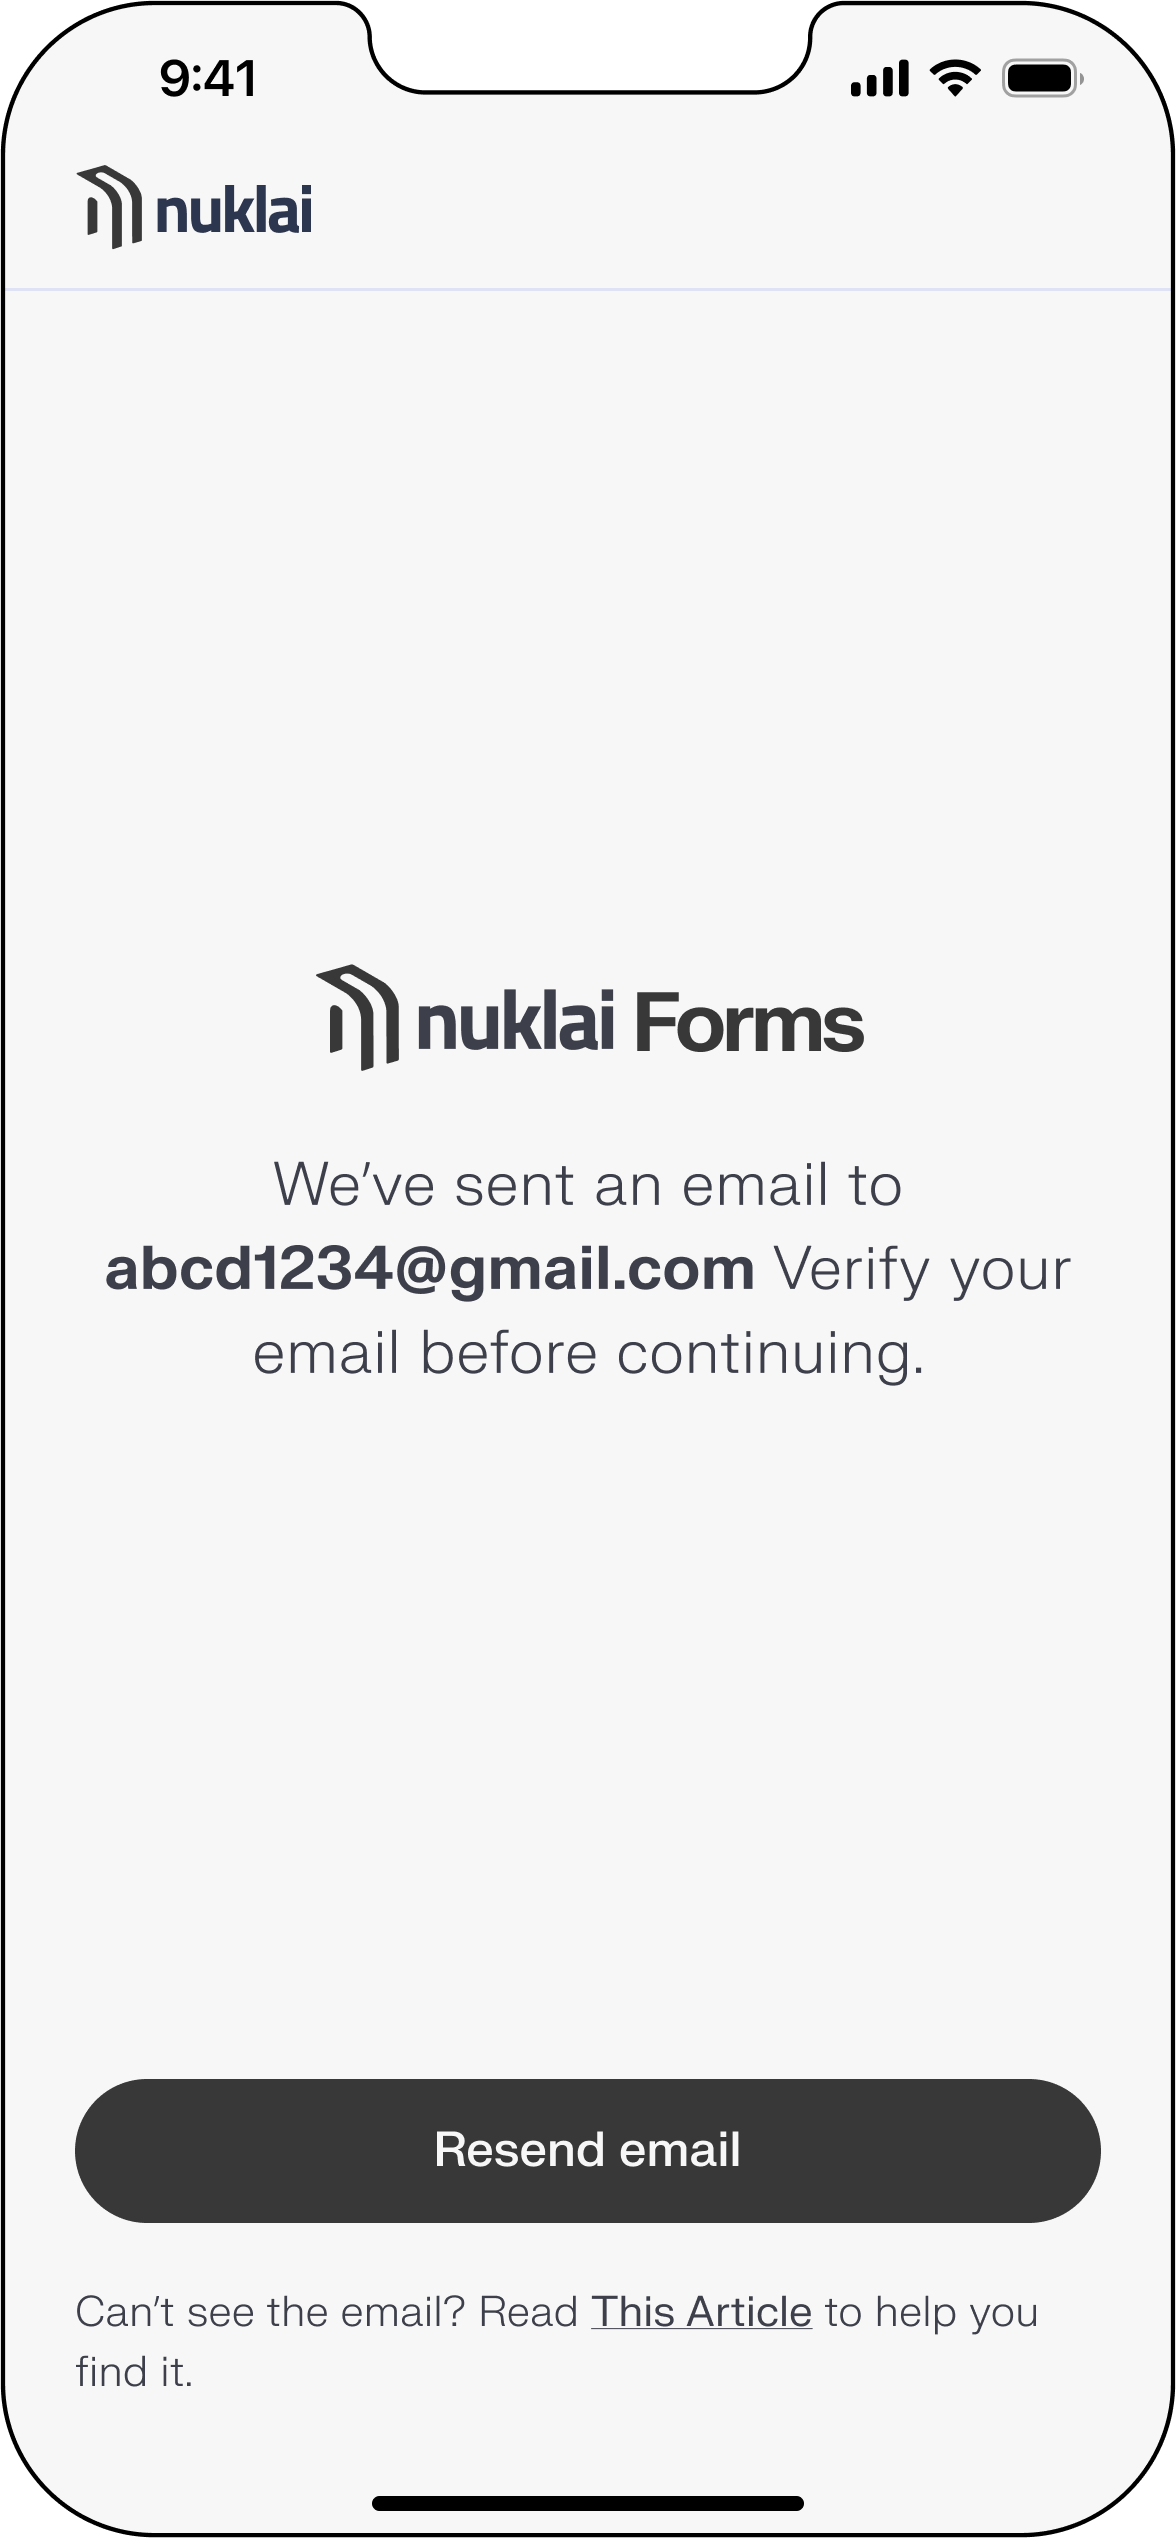 9:41
nuklai
nuklai Forms
We’ve sent an email to
abcd1234@gmail.com Verify your
email before continuing.
Resend email
Can’t see the email? Read This Article to help you
find it.